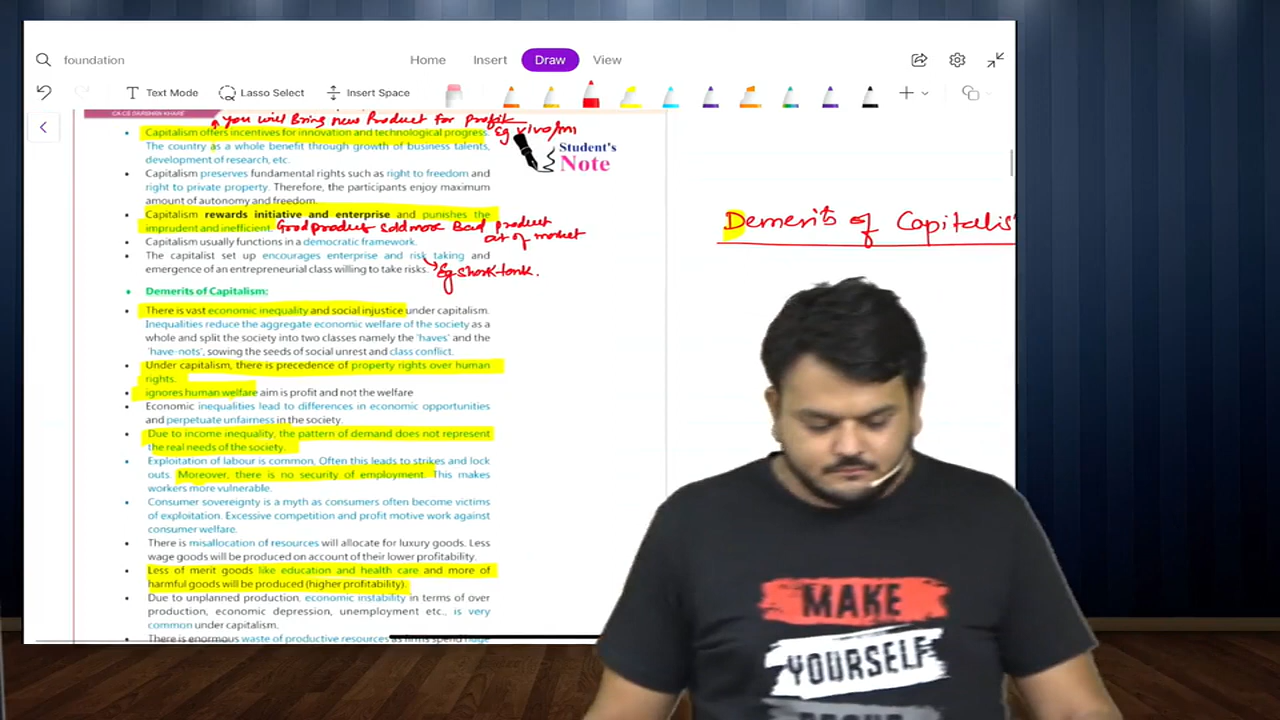 foundation
Home Insert Draw View
Text Mode Lasso Select Insert Space
CA CS DARSHAN KHARE
you will Bring new Product for Profit
Eg vivo/mi
• Capitalism offers incentives for innovation and technological progress.
The country as a whole benefit through growth of business talents,
development of research, etc.
Student's
Note
• Capitalism preserves fundamental rights such as right to freedom and
right to private property. Therefore, the participants enjoy maximum
amount of autonomy and freedom.
• Capitalism rewards initiative and enterprise and punishes the
imprudent and inefficient. Good product sold more Bad product
out of market
• Capitalism usually functions in a democratic framework.
• The capitalist set up encourages enterprise and risk taking and
emergence of an entrepreneurial class willing to take risks. Eg Shark tank.
• Demerits of Capitalism:
• There is vast economic inequality and social injustice under capitalism.
Inequalities reduce the aggregate economic welfare of the society as a
whole and split the society into two classes namely the 'haves' and the
'have-nots', sowing the seeds of social unrest and class conflict.
• Under capitalism, there is precedence of property rights over human
rights.
• ignores human welfare aim is profit and not the welfare
• Economic inequalities lead to differences in economic opportunities
and perpetuate unfairness in the society.
• Due to income inequality, the pattern of demand does not represent
the real needs of the society.
• Exploitation of labour is common. Often this leads to strikes and lock
outs. Moreover, there is no security of employment. This makes
workers more vulnerable.
• Consumer sovereignty is a myth as consumers often become victims
of exploitation. Excessive competition and profit motive work against
consumer welfare.
• There is misallocation of resources will allocate for luxury goods. Less
wage goods will be produced on account of their lower profitability.
• Less of merit goods like education and health care and more of
harmful goods will be produced (higher profitability).
• Due to unplanned production, economic instability in terms of over
production, economic depression, unemployment etc., is very
common under capitalism.
• There is enormous waste of productive resources as firms spend huge
Demerits of Capitalis
MAKE
YOURSELF
PROUD